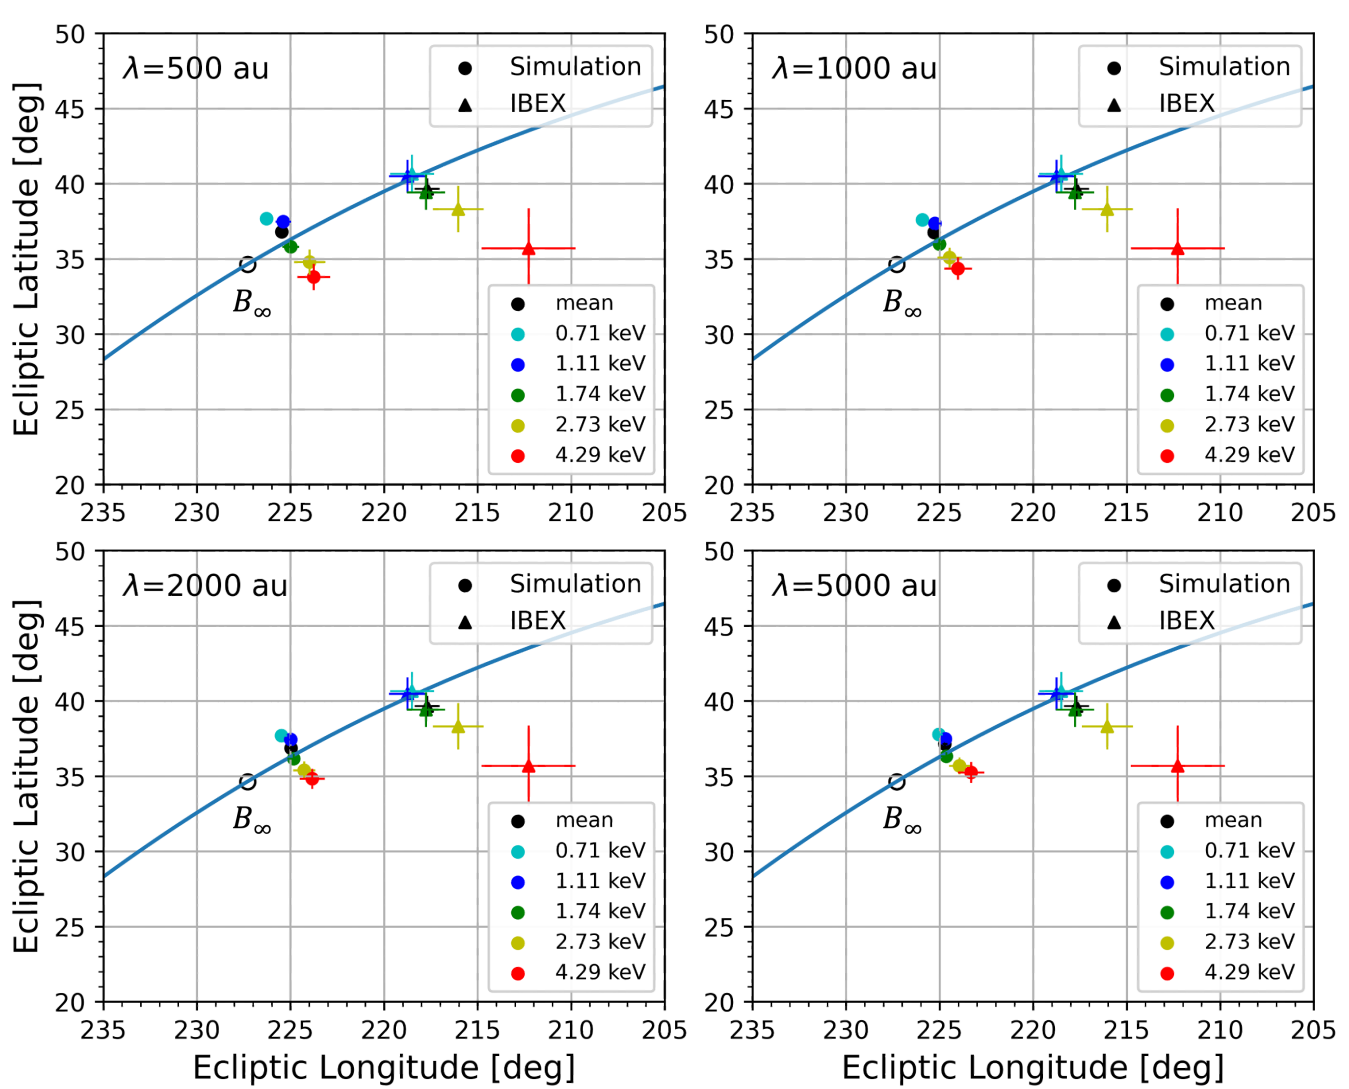 λ=500 au
Simulation
IBEX
B∞
mean
0.71 keV
1.11 keV
1.74 keV
2.73 keV
4.29 keV
50
45
40
35
30
25
20
235
230
225
220
215
210
205
Ecliptic Latitude [deg]
λ=1000 au
Simulation
IBEX
B∞
mean
0.71 keV
1.11 keV
1.74 keV
2.73 keV
4.29 keV
50
45
40
35
30
25
20
235
230
225
220
215
210
205
λ=2000 au
Simulation
IBEX
B∞
mean
0.71 keV
1.11 keV
1.74 keV
2.73 keV
4.29 keV
50
45
40
35
30
25
20
235
230
225
220
215
210
205
Ecliptic Latitude [deg]
Ecliptic Longitude [deg]
λ=5000 au
Simulation
IBEX
B∞
mean
0.71 keV
1.11 keV
1.74 keV
2.73 keV
4.29 keV
50
45
40
35
30
25
20
235
230
225
220
215
210
205
Ecliptic Longitude [deg]